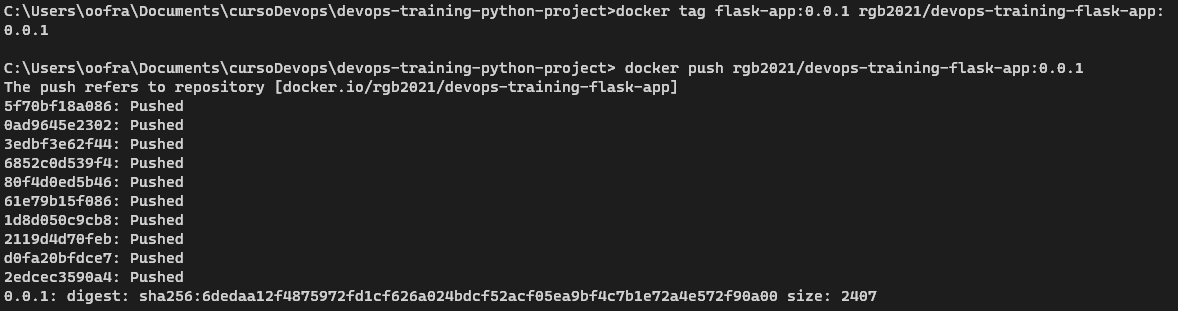 C:\Users\oofra\Documents\cursoDevops\devops-training-python-project>docker tag flask-app:0.0.1 rgb2021/devops-training-flask-app:
0.0.1
C:\Users\oofra\Documents\cursoDevops\devops-training-python-project> docker push rgb2021/devops-training-flask-app:0.0.1
The push refers to repository [docker.io/rgb2021/devops-training-flask-app]
5f70bf18a086: Pushed
0ad9645e2302: Pushed
3edbf3e62f44: Pushed
6852c0d539f4: Pushed
80f4d0ed5b46: Pushed
61e79b15f086: Pushed
1d8d050c9cb8: Pushed
2119d4d70feb: Pushed
d0fa20bfdce7: Pushed
2edcec3590a4: Pushed
0.0.1: digest: sha256:6dedaa12f4875972fd1cf626a024bdcf52acf05ea9bf4c7b1e72a4e572f90a00 size: 2407